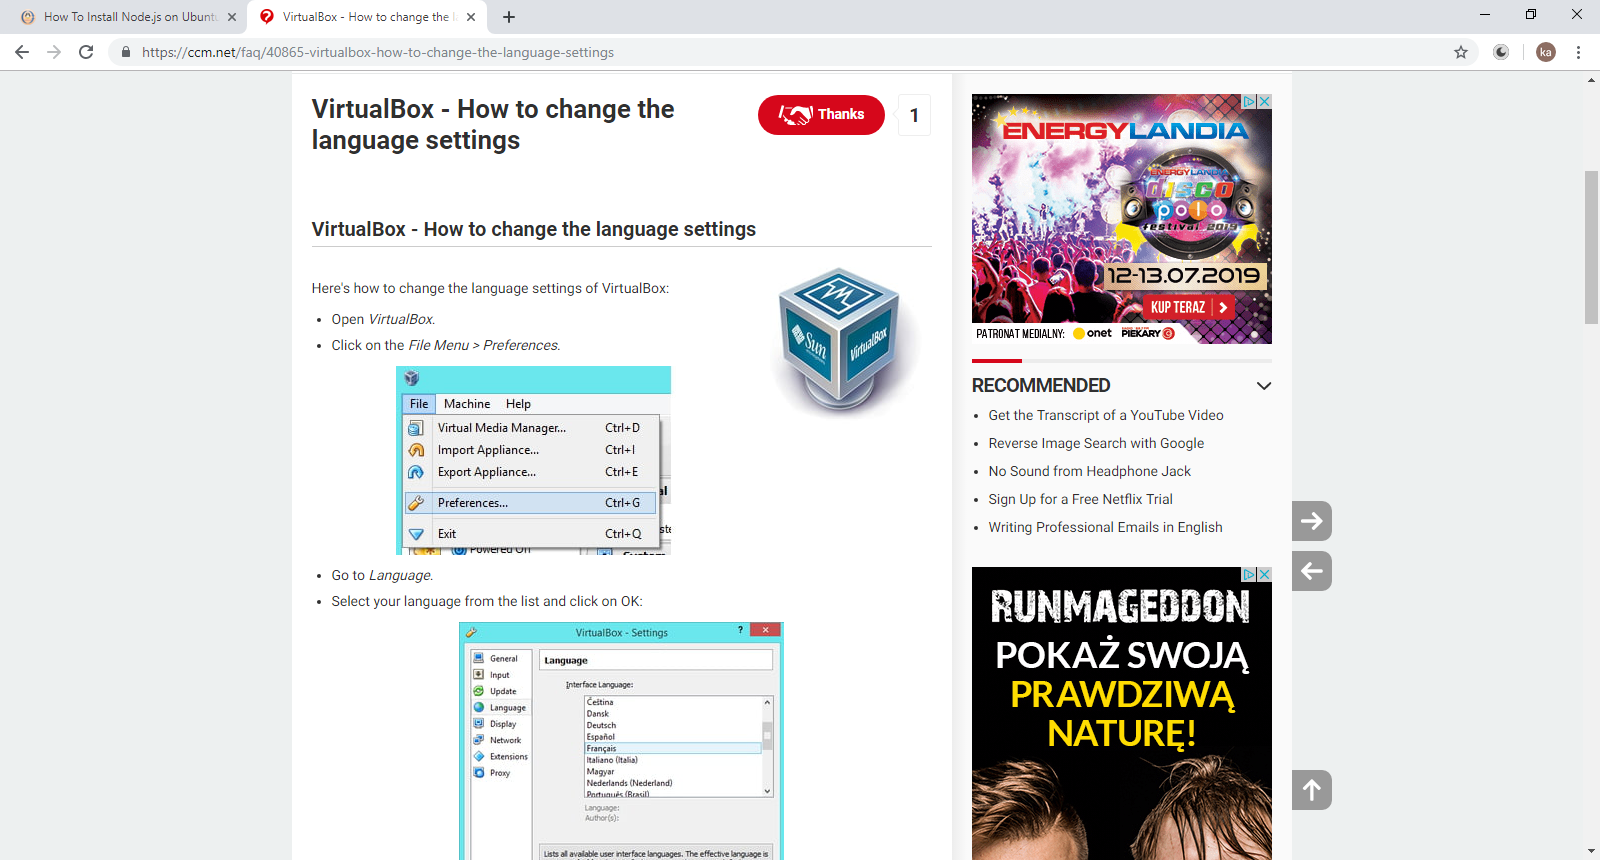 How To Install Node.js on Ubuntu
VirtualBox - How to change the l
https://ccm.net/faq/40865-virtualbox-how-to-change-the-language-settings
ka
VirtualBox - How to change the
language settings
Thanks
1
VirtualBox - How to change the language settings
Here's how to change the language settings of VirtualBox:
Open VirtualBox.
Click on the File Menu > Preferences.
Sun
VirtualBox
File Machine Help
Virtual Media Manager... Ctrl+D
Import Appliance... Ctrl+I
Export Appliance... Ctrl+E
Preferences... Ctrl+G
Exit Ctrl+Q
Powered Off
Go to Language.
Select your language from the list and click on OK:
VirtualBox - Settings
?
General
Input
Update
Language
Display
Network
Extensions
Proxy
Language
Interface Language:
Čeština
Dansk
Deutsch
Español
Français
Italiano (Italia)
Magyar
Nederlands (Nederland)
Português (Brasil)
Language:
Author(s):
Lists all available user interface languages. The effective language is
ENERGYLANDIA
ENERGYLANDIA
disco
polo
festival 2019
12-13.07.2019
KUP TERAZ
PATRONAT MEDIALNY: onet PIEKARY
RECOMMENDED
Get the Transcript of a YouTube Video
Reverse Image Search with Google
No Sound from Headphone Jack
Sign Up for a Free Netflix Trial
Writing Professional Emails in English
RUNMAGEDDON
POKAŻ SWOJĄ
PRAWDZIWĄ
NATURĘ!